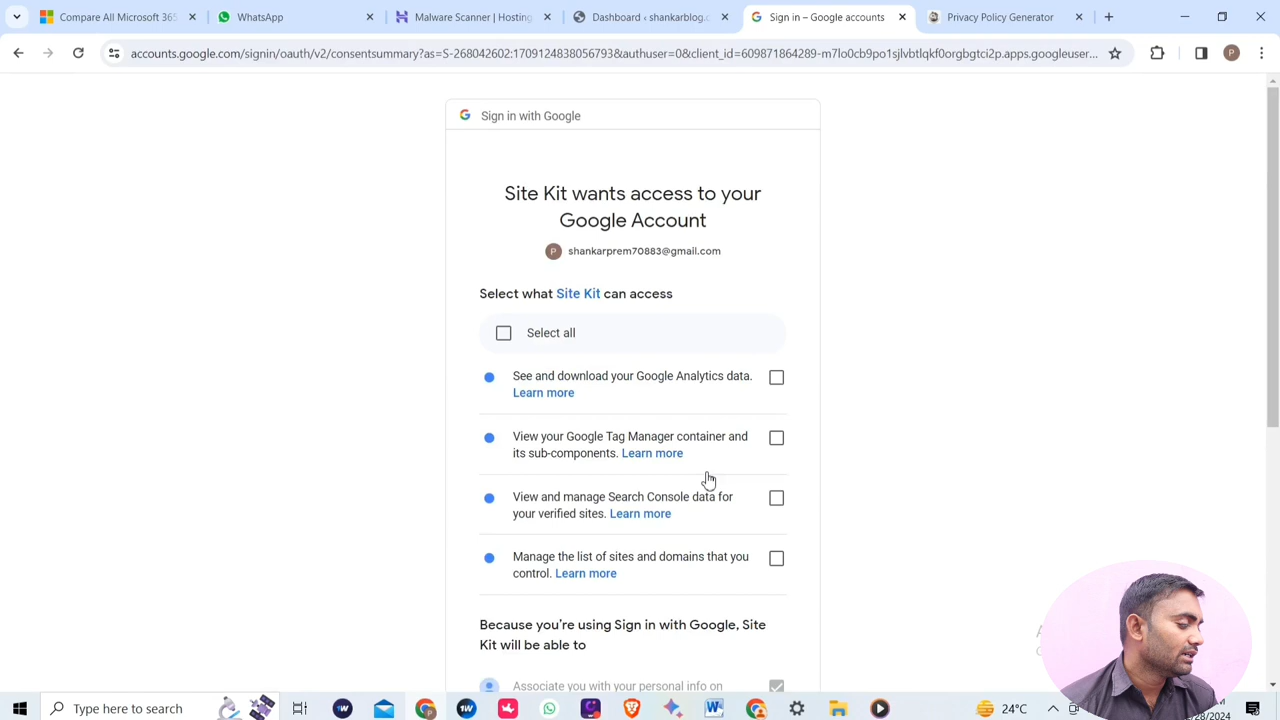 Compare All Microsoft 365
WhatsApp
Malware Scanner | Hosting
Dashboard ‹ shankarblog.c
Sign in – Google accounts
Privacy Policy Generator
accounts.google.com/signin/oauth/v2/consentsummary?as=S-268042602:1709124838056793&authuser=0&client_id=609871864289-m7lo0cb9po1sjlvbtlqkf0orgbgtci2p.apps.googleuser...
P
Sign in with Google
Site Kit wants access to your
Google Account
P shankarprem70883@gmail.com
Select what Site Kit can access
Select all
See and download your Google Analytics data.
Learn more
View your Google Tag Manager container and
its sub-components. Learn more
View and manage Search Console data for
your verified sites. Learn more
Manage the list of sites and domains that you
control. Learn more
Because you're using Sign in with Google, Site
Kit will be able to
Associate you with your personal info on
Type here to search
24°C
/28/2024